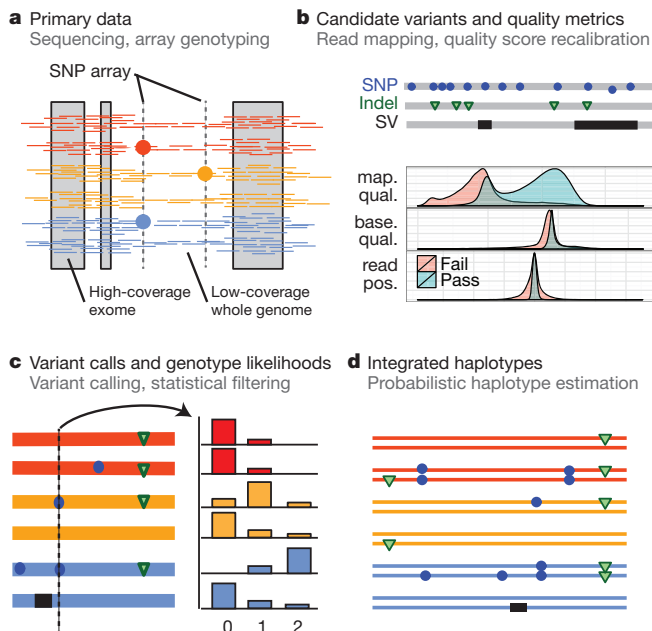 a Primary data
Sequencing, array genotyping
SNP array
High-coverage
exome
Low-coverage
whole genome
b Candidate variants and quality metrics
Read mapping, quality score recalibration
SNP
Indel
SV
map.
qual.
base.
qual.
read
pos.
Fail
Pass
c Variant calls and genotype likelihoods
Variant calling, statistical filtering
0 1 2
d Integrated haplotypes
Probabilistic haplotype estimation